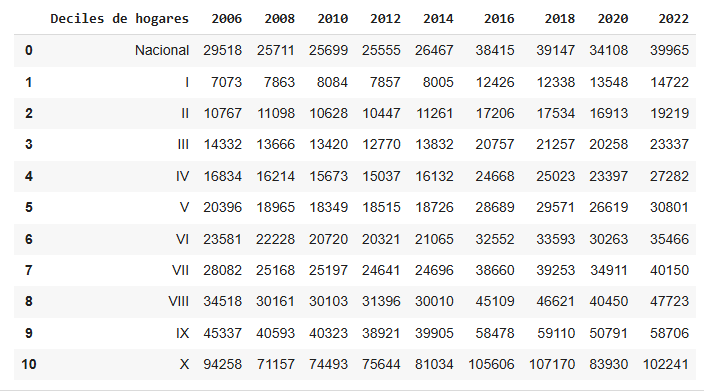 Deciles de hogares 2006 2008 2010 2012 2014 2016 2018 2020 2022
0 Nacional 29518 25711 25699 25555 26467 38415 39147 34108 39965
1 I 7073 7863 8084 7857 8005 12426 12338 13548 14722
2 II 10767 11098 10628 10447 11261 17206 17534 16913 19219
3 III 14332 13666 13420 12770 13832 20757 21257 20258 23337
4 IV 16834 16214 15673 15037 16132 24668 25023 23397 27282
5 V 20396 18965 18349 18515 18726 28689 29571 26619 30801
6 VI 23581 22228 20720 20321 21065 32552 33593 30263 35466
7 VII 28082 25168 25197 24641 24696 38660 39253 34911 40150
8 VIII 34518 30161 30103 31396 30010 45109 46621 40450 47723
9 IX 45337 40593 40323 38921 39905 58478 59110 50791 58706
10 X 94258 71157 74493 75644 81034 105606 107170 83930 102241